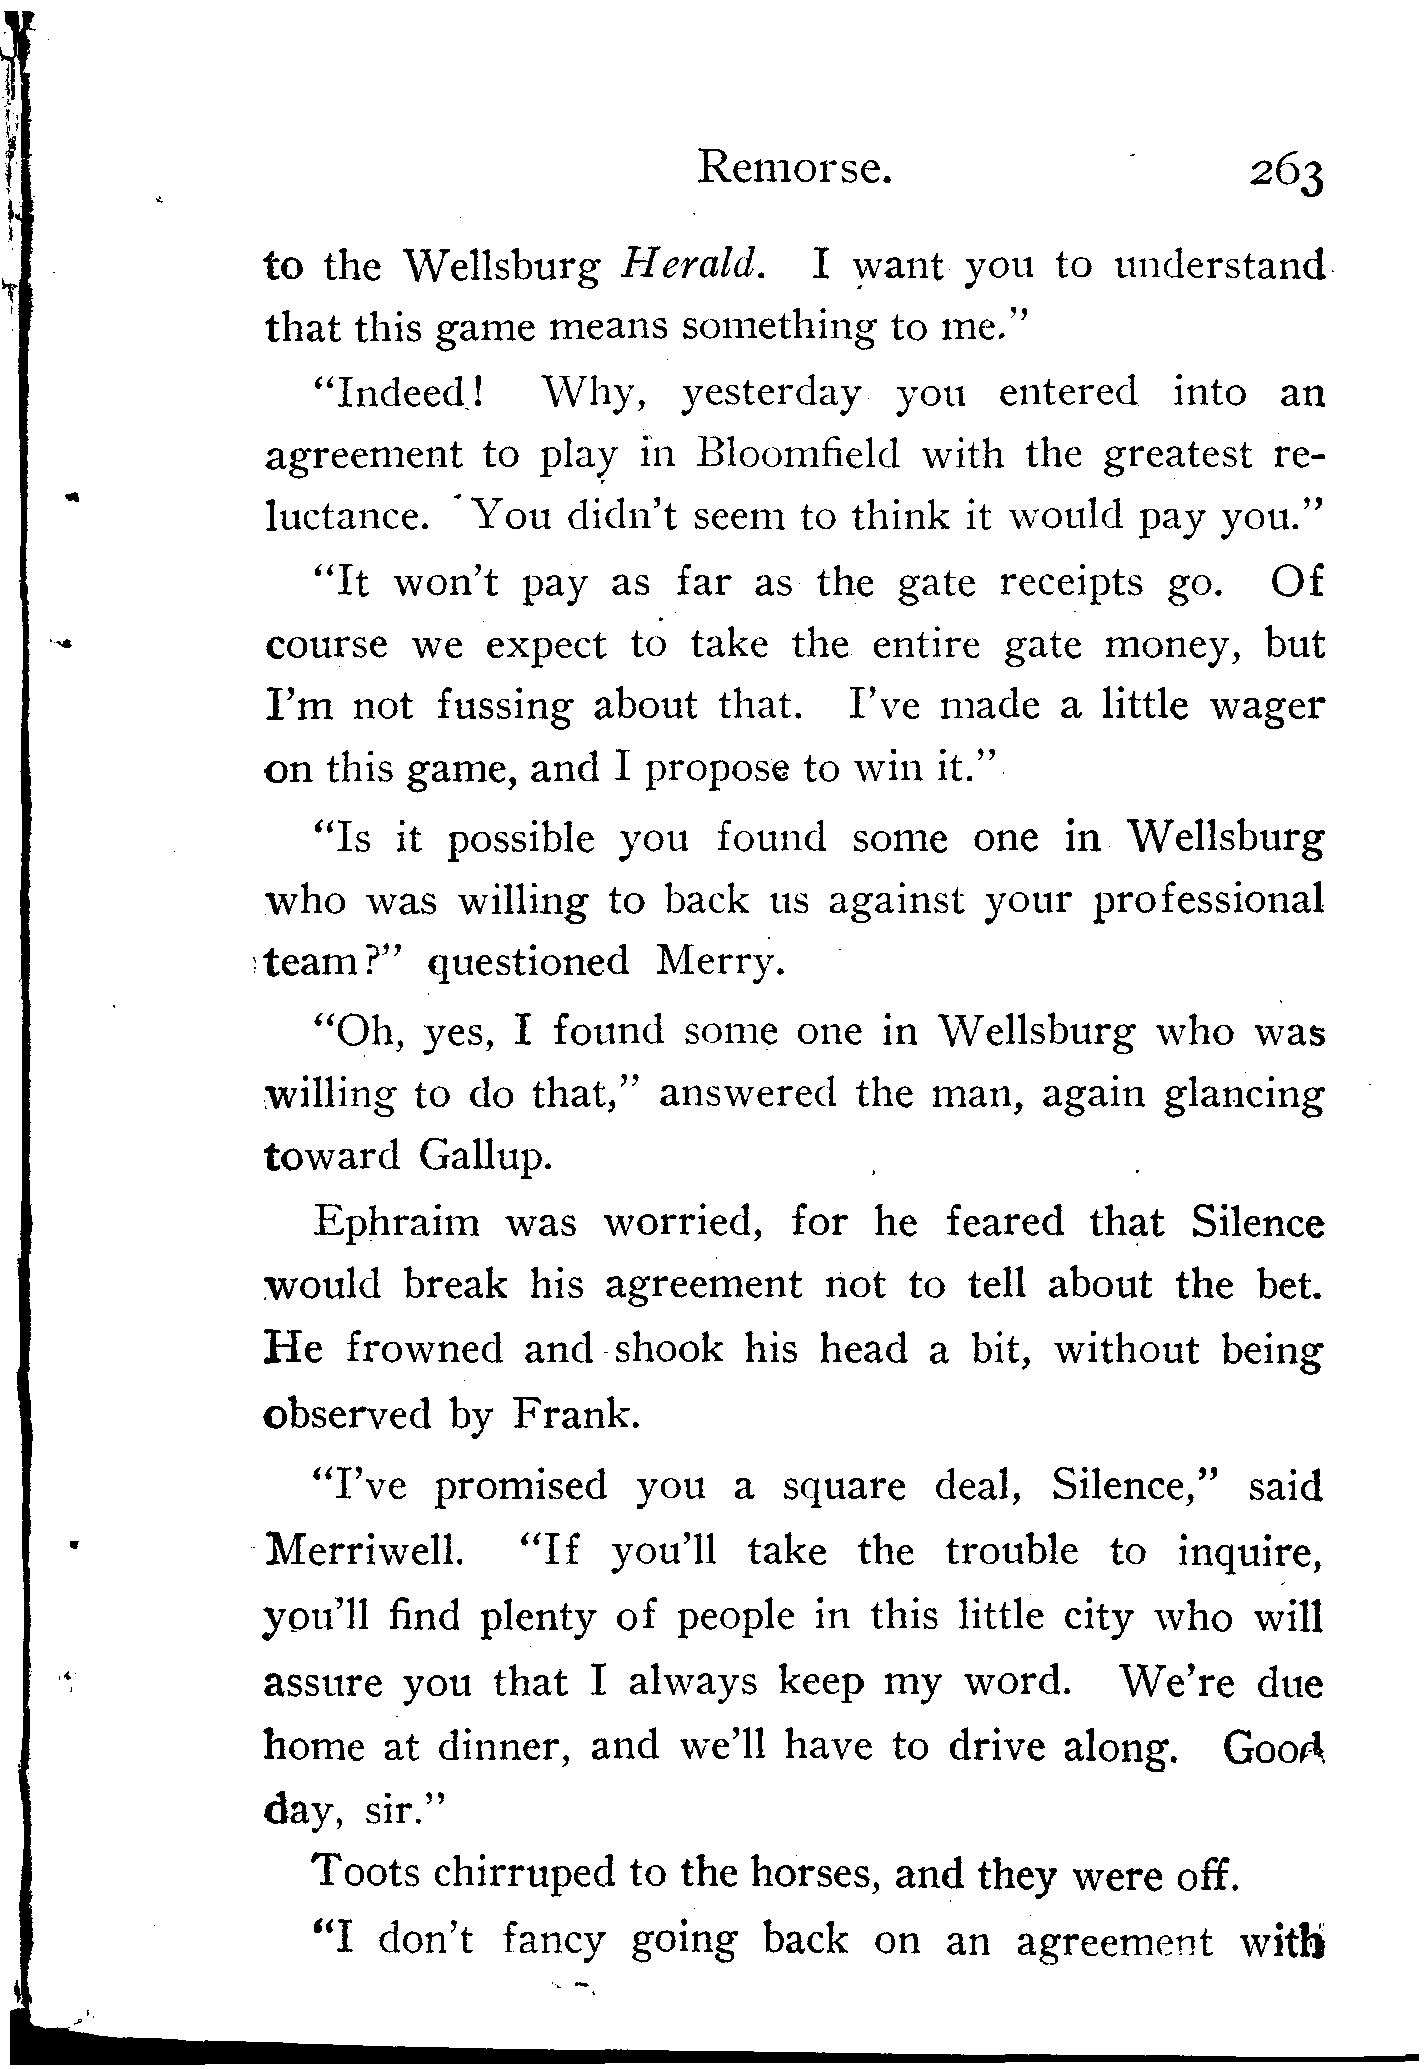 Remorse. 263
to the Wellsburg Herald. I want you to understand
that this game means something to me.”
“Indeed! Why, yesterday you entered into an
agreement to play in Bloomfield with the greatest re-
luctance. You didn’t seem to think it would pay you.”
“It won’t pay as far as the gate receipts go. Of
course we expect to take the entire gate money, but
I’m not fussing about that. I’ve made a little wager
on this game, and I propose to win it.”
“Is it possible you found some one in Wellsburg
who was willing to back us against your professional
team?” questioned Merry.
“Oh, yes, I found some one in Wellsburg who was
willing to do that,” answered the man, again glancing
toward Gallup.
Ephraim was worried, for he feared that Silence
would break his agreement not to tell about the bet.
He frowned and shook his head a bit, without being
observed by Frank.
“I’ve promised you a square deal, Silence,” said
Merriwell. “If you’ll take the trouble to inquire,
you’ll find plenty of people in this little city who will
assure you that I always keep my word. We’re due
home at dinner, and we’ll have to drive along. Good
day, sir.”
Toots chirruped to the horses, and they were off.
“I don’t fancy going back on an agreement with